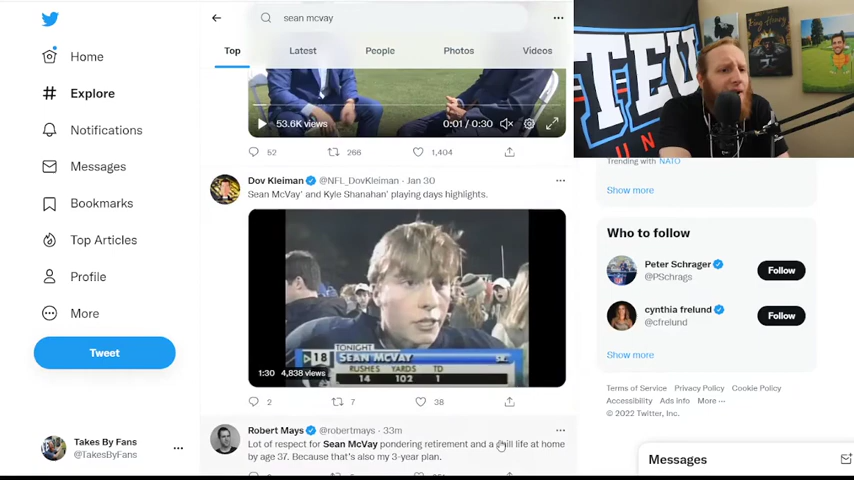 sean mcvay
Top
Latest
People
Photos
Videos
Home
Explore
Notifications
Messages
Bookmarks
Top Articles
Profile
More
Tweet
Takes By Fans
@TakesByFans
53.6K views
0:01 / 0:30
52
266
1,404
Dov Kleiman @NFL_DovKleiman · Jan 30
Sean McVay' and Kyle Shanahan' playing days highlights.
TONIGHT
18 SEAN MCVAY SR.
RUSHES YARDS TD
14 102 1
1:30 4,838 views
2
7
38
Robert Mays @robertmays · 33m
Lot of respect for Sean McVay pondering retirement and a chill life at home
by age 37. Because that's also my 3-year plan.
TEU
UN
King Henry
Trending with NATO
Show more
Who to follow
Peter Schrager
@PSchrags
Follow
cynthia frelund
@cfrelund
Follow
Show more
Terms of Service Privacy Policy Cookie Policy
Accessibility Ads info More ···
© 2022 Twitter, Inc.
Messages